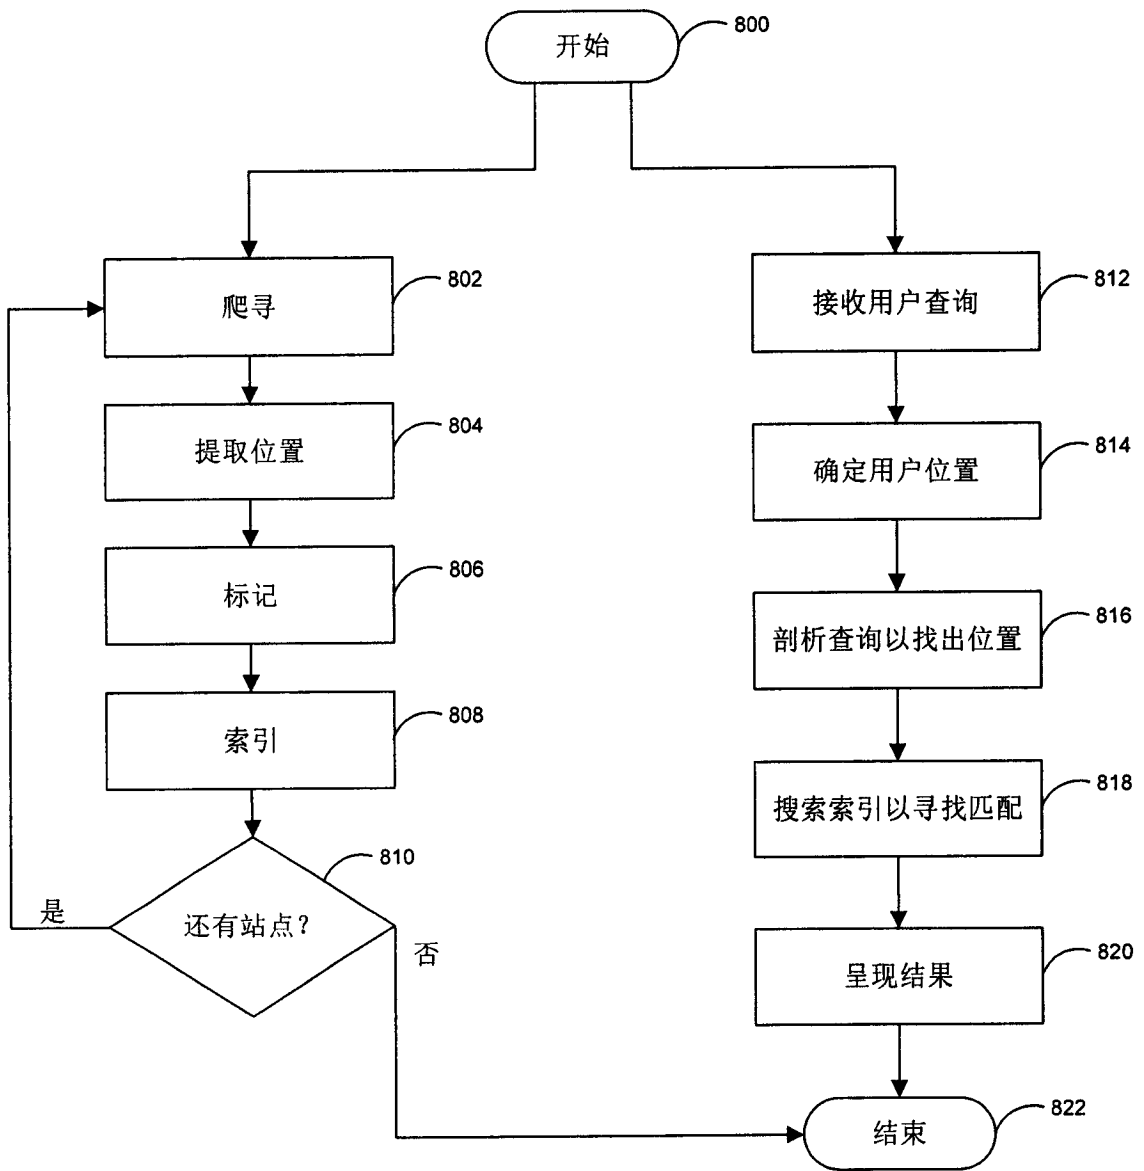 开始
800
爬寻
802
提取位置
804
标记
806
索引
808
还有站点?
810
是
否
接收用户查询
812
确定用户位置
814
剖析查询以找出位置
816
搜索索引以寻找匹配
818
呈现结果
820
结束
822